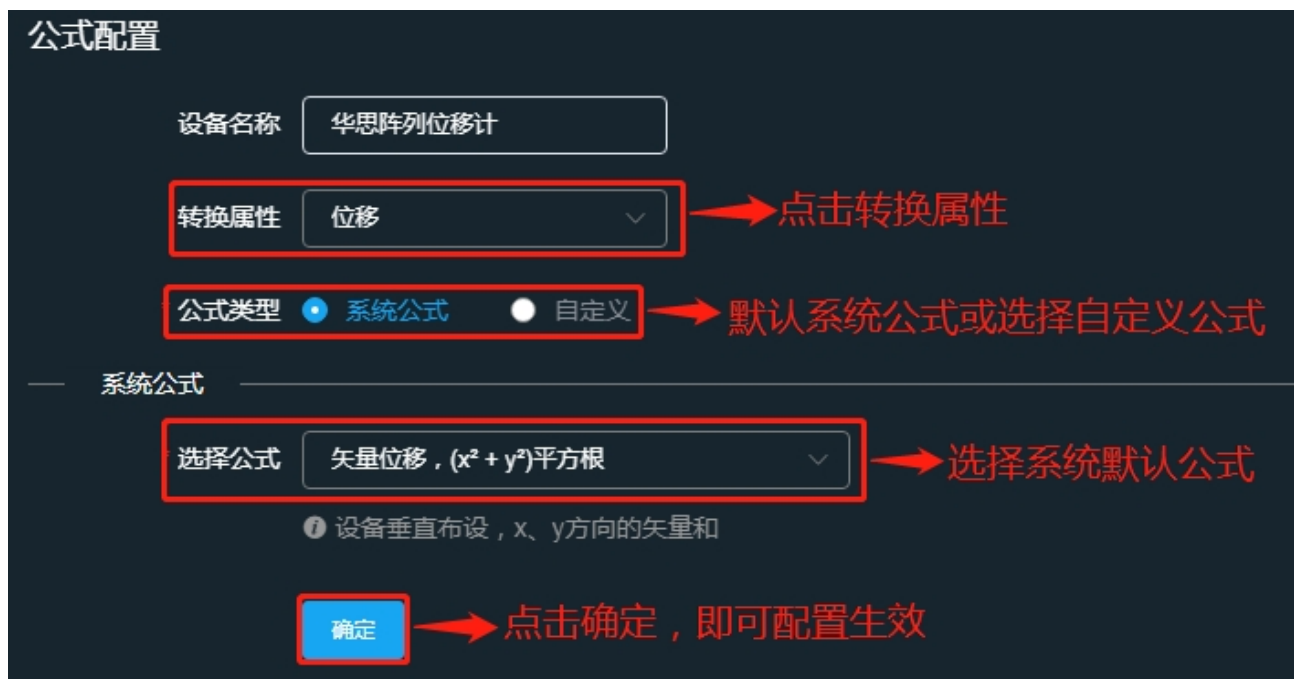 公式配置
设备名称 华思阵列位移计
转换属性 位移 点击转换属性
公式类型 系统公式 自定义 默认系统公式或选择自定义公式
系统公式
选择公式 矢量位移，(x² + y²)平方根 选择系统默认公式
设备垂直布设，x、y方向的矢量和
确定 点击确定，即可配置生效